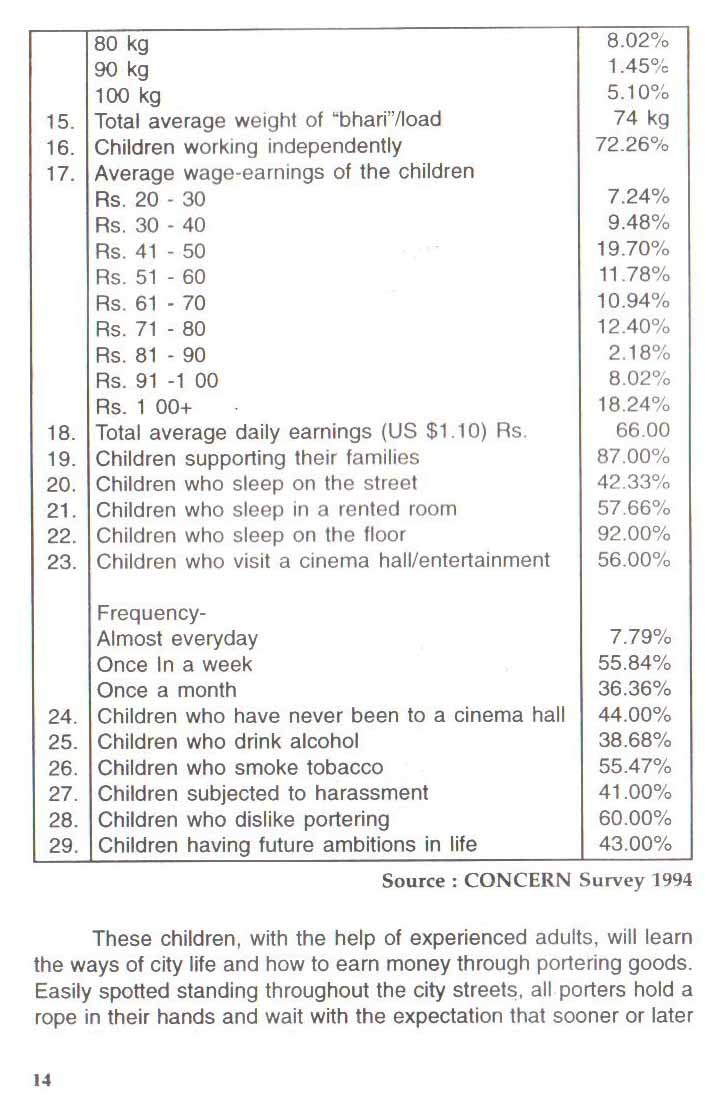 80 kg 8.02%
90 kg 1.45%
100 kg 5.10%
15. Total average weight of "bhari"/load 74 kg
16. Children working independently 72.26%
17. Average wage-earnings of the children
Rs. 20 - 30 7.24%
Rs. 30 - 40 9.48%
Rs. 41 - 50 19.70%
Rs. 51 - 60 11.78%
Rs. 61 - 70 10.94%
Rs. 71 - 80 12.40%
Rs. 81 - 90 2.18%
Rs. 91 -1 00 8.02%
Rs. 1 00+ 18.24%
18. Total average daily earnings (US $1.10) Rs. 66.00
19. Children supporting their families 87.00%
20. Children who sleep on the street 42.33%
21. Children who sleep in a rented room 57.66%
22. Children who sleep on the floor 92.00%
23. Children who visit a cinema hall/entertainment 56.00%
Frequency-
Almost everyday 7.79%
Once In a week 55.84%
Once a month 36.36%
24. Children who have never been to a cinema hall 44.00%
25. Children who drink alcohol 38.68%
26. Children who smoke tobacco 55.47%
27. Children subjected to harassment 41.00%
28. Children who dislike portering 60.00%
29. Children having future ambitions in life 43.00%
Source : CONCERN Survey 1994
These children, with the help of experienced adults, will learn
the ways of city life and how to earn money through portering goods.
Easily spotted standing throughout the city streets, all porters hold a
rope in their hands and wait with the expectation that sooner or later
14